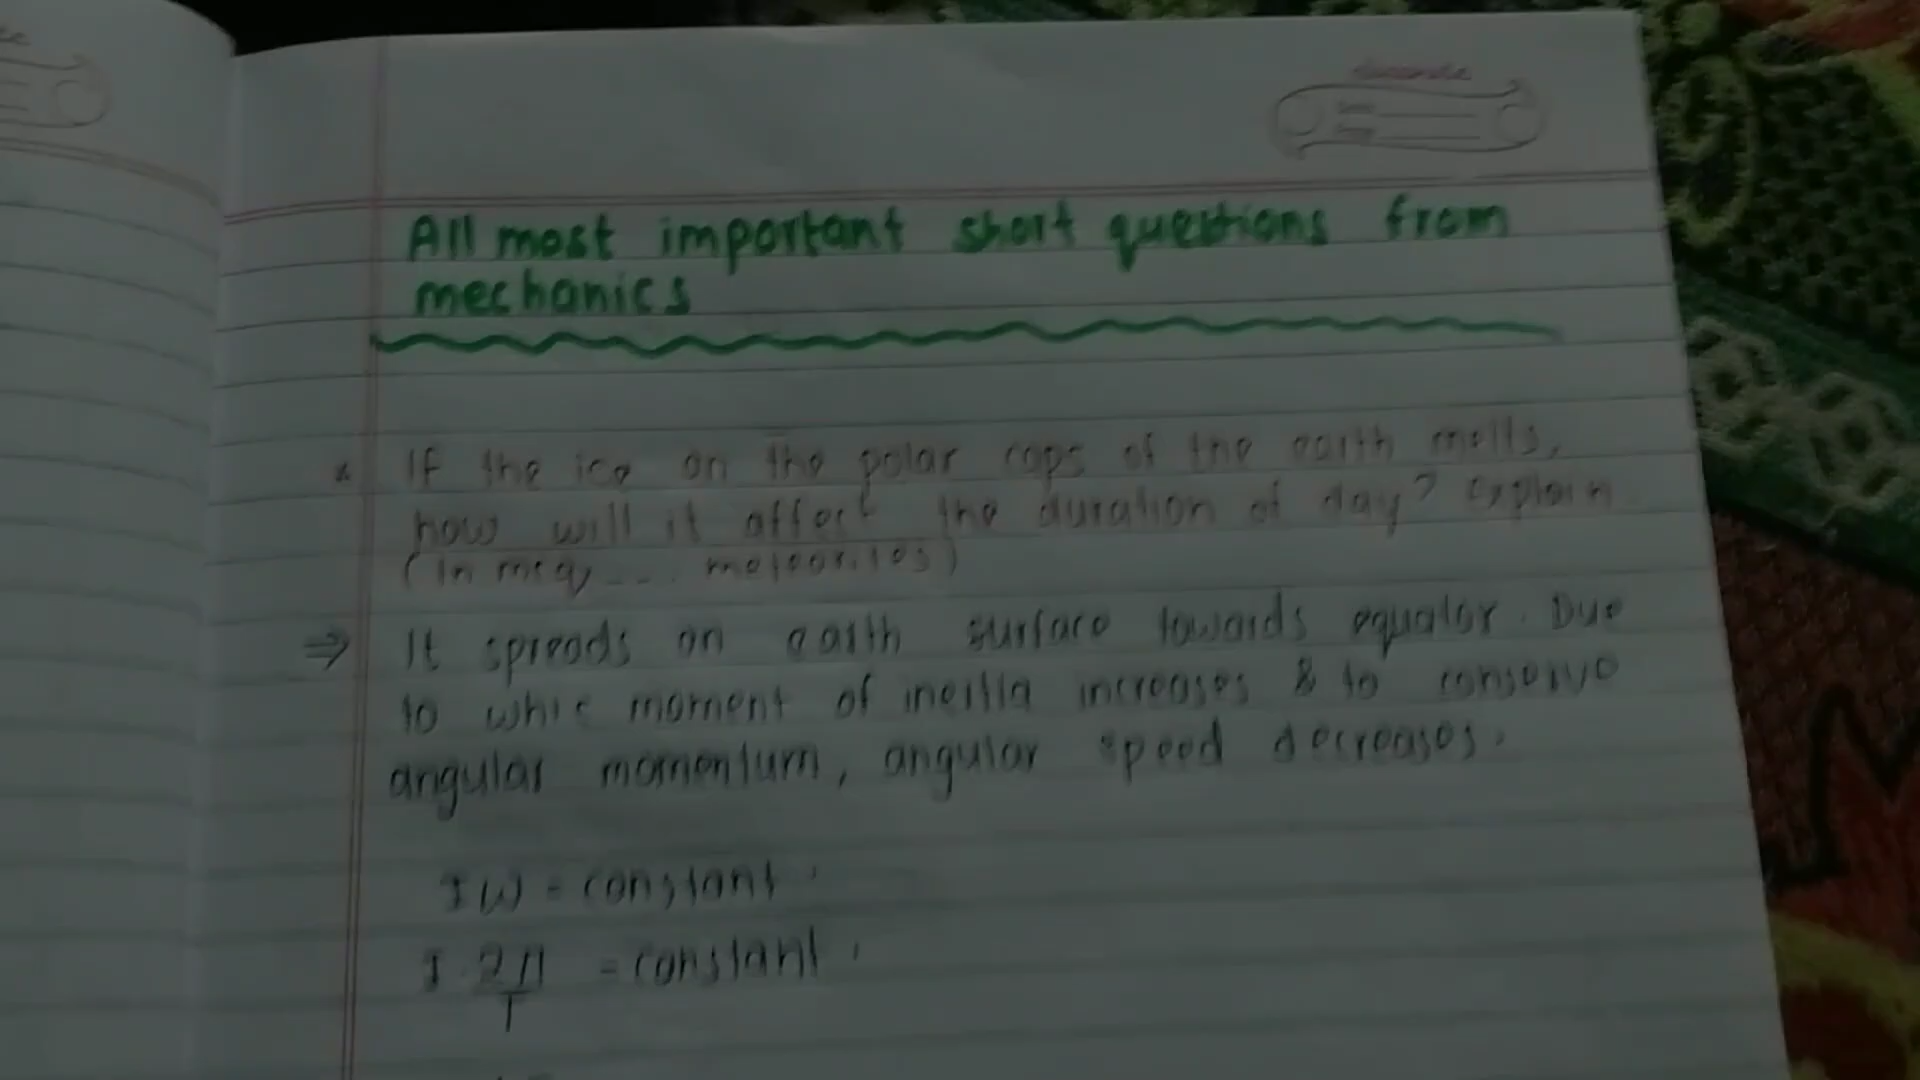 All most important short questions from
mechanics
* If the ice on the polar caps of the earth melts,
how will it affect the duration of day? Explain
(In mcq, ... meteorites)
⇒ It spreads on earth surface towards equator. Due
to whic moment of inertia increases & to conserve
angular momentum, angular speed decreases.
Iω = constant.
I 2π/T = constant.